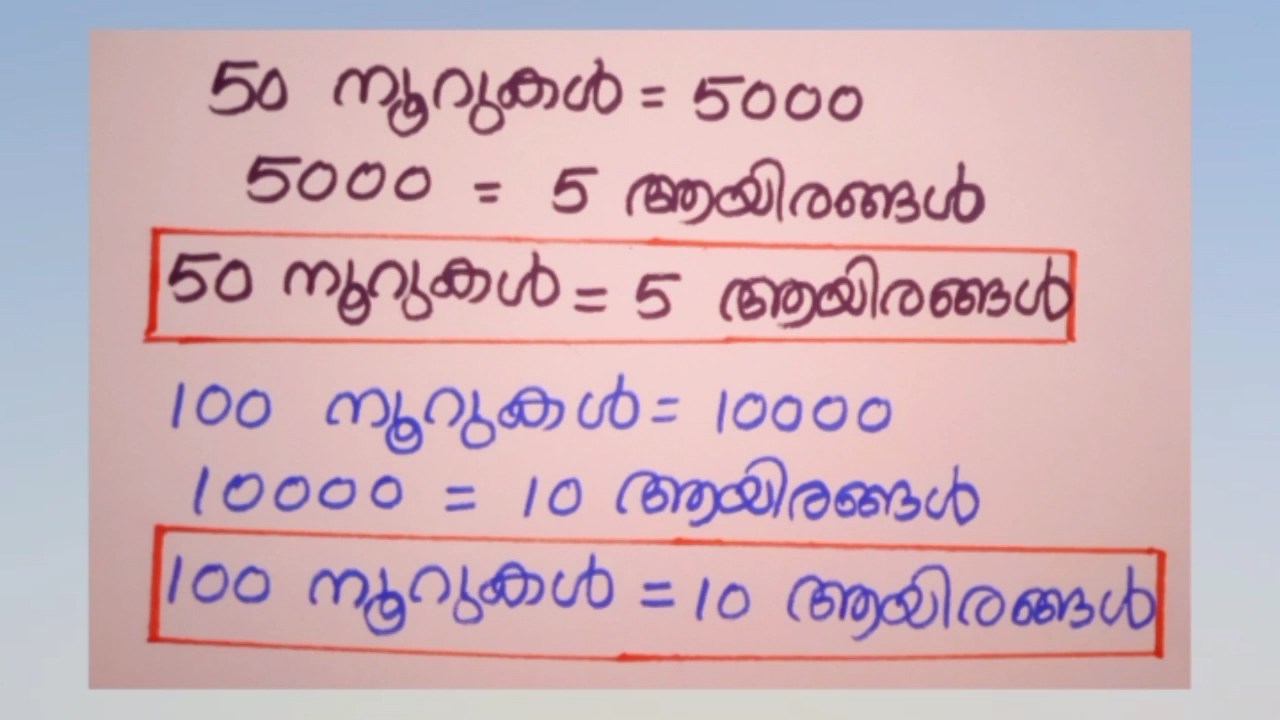 50 നൂറുകൾ = 5000
5000 = 5 ആയിരങ്ങൾ
50 നൂറുകൾ = 5 ആയിരങ്ങൾ
100 നൂറുകൾ = 10000
10000 = 10 ആയിരങ്ങൾ
100 നൂറുകൾ = 10 ആയിരങ്ങൾ